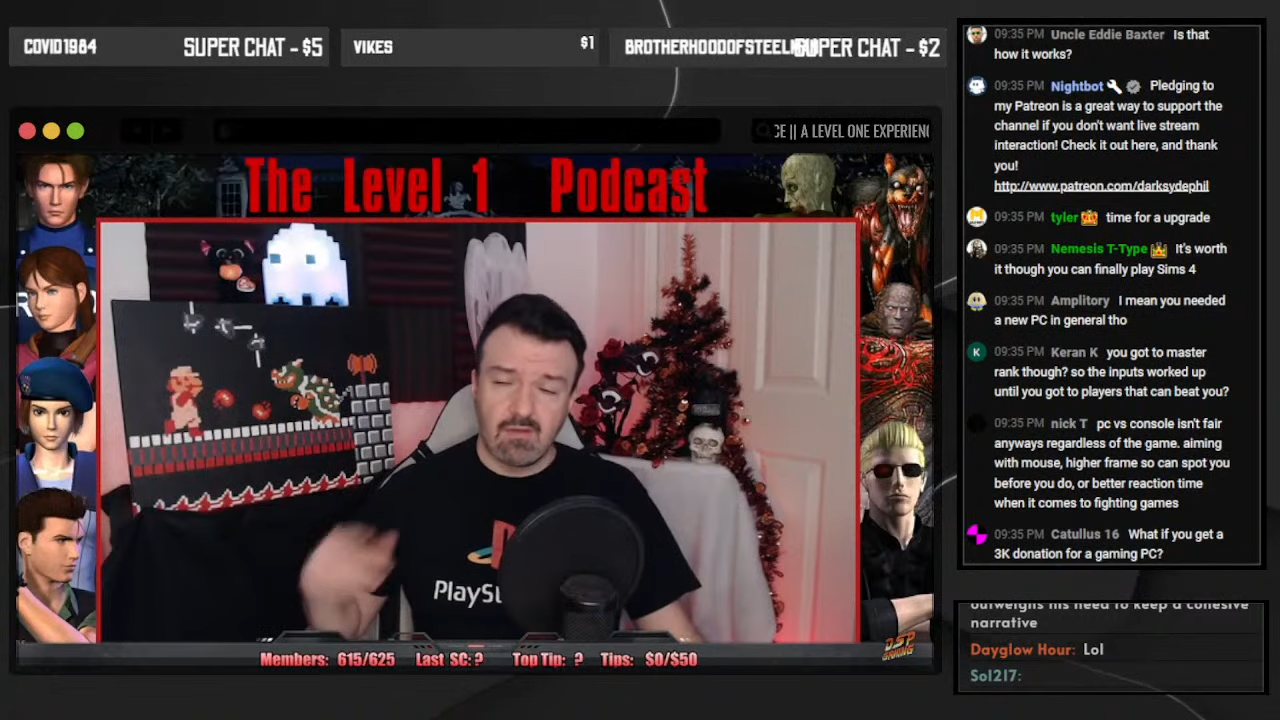 COVID1984
SUPER CHAT - $5
VIKES
$1
SUPER CHAT - $2
CE || A LEVEL ONE EXPERIENC
The Level 1 Podcast
PlaySt
Members: 615/625 Last SC: ? Top Tip: ? Tips: $0/$50
DSP
GAMING
09:35 PM Uncle Eddie Baxter Is that
how it works?
09:35 PM Nightbot Pledging to
my Patreon is a great way to support the
channel if you don't want live stream
interaction! Check it out here, and thank
you!
http://www.patreon.com/darksydephil
09:35 PM tyler time for a upgrade
09:35 PM Nemesis T-Type It's worth
it though you can finally play Sims 4
09:35 PM Amplitory I mean you needed
a new PC in general tho
K 09:35 PM Keran K you got to master
rank though? so the inputs worked up
until you got to players that can beat you?
09:35 PM nick T pc vs console isn't fair
anyways regardless of the game. aiming
with mouse, higher frame so can spot you
before you do, or better reaction time
when it comes to fighting games
09:35 PM Catullus 16 What if you get a
3K donation for a gaming PC?
outweighs his need to keep a cohesive
narrative
Dayglow Hour: Lol
Sol217: